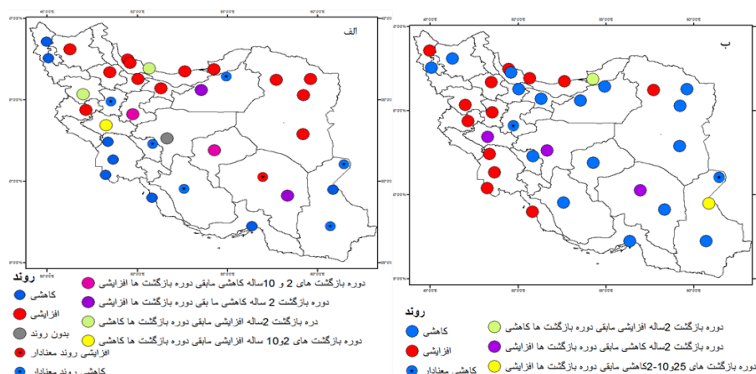 الف
ب
روند
کاهشی
افزایشی
بدون روند
افزایشی روند معنادار
کاهشی روند معنادار
دوره بازگشت های 2 و 10ساله کاهشی مابقی دوره بازگشت ها افزایشی
دوره بازگشت 2 ساله کاهشی ما بقی دوره بازگشت ها افزایشی
دره بازگشت 2ساله افزایشی مابقی دوره بازگشت ها کاهشی
دوره بازگشت های 2و10 ساله افزایشی مابقی دوره بازگشت ها کاهشی
روند
کاهشی
افزایشی
کاهشی معنادار
دوره بازگشت 2ساله افزایشی مابقی دوره بازگشت ها کاهشی
دوره بازگشت 2ساله کاهشی مابقی دوره بازگشت ها افزایشی
دوره بازگشت های 25و10-2کاهشی مابقی دوره بازگشت ها افزایشی